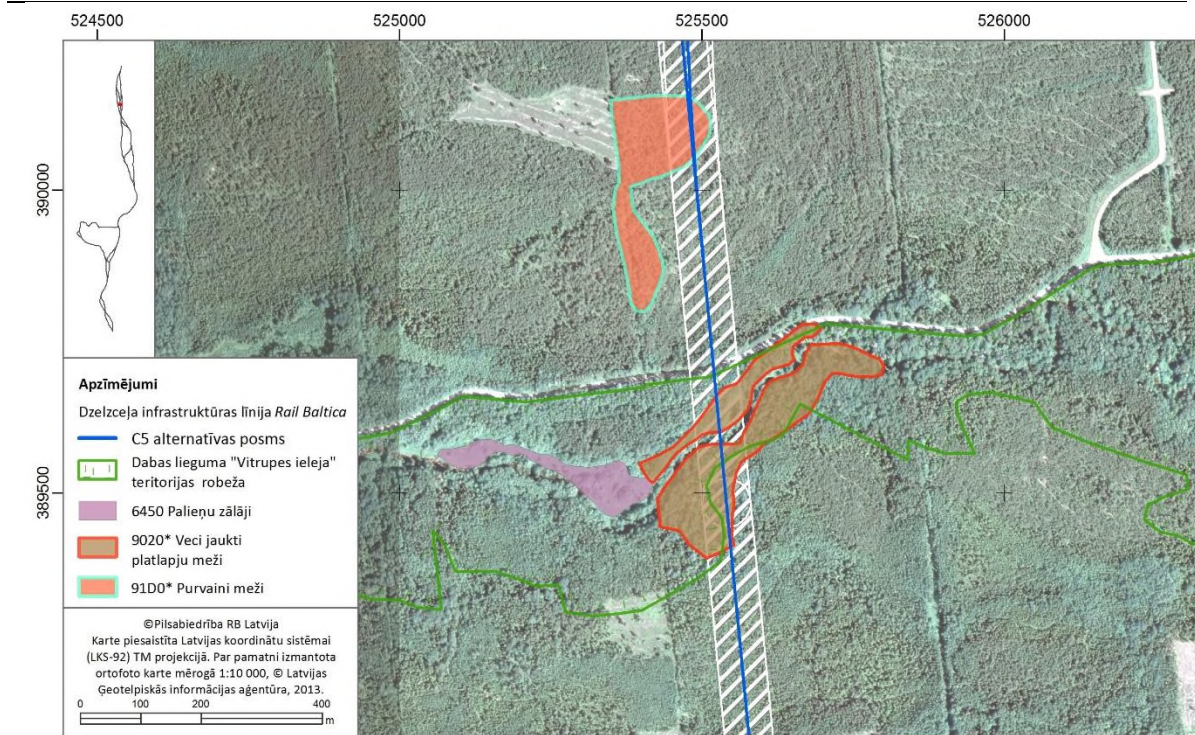 524500
525000
525500
526000
390000
389500
Apzīmējumi
Dzelzceļa infrastruktūras līnija Rail Baltica
C5 alternatīvas posms
Dabas lieguma "Vitrupes ieleja"
teritorijas robeža
6450 Palieņu zālāji
9020* Veci jaukti
platlapju meži
91D0* Purvaini meži
©Pilsabiedrība RB Latvija
Karte piesaistīta Latvijas koordinātu sistēmai
(LKS-92) TM projekcijā. Par pamatni izmantota
ortofoto karte mērogā 1:10 000, © Latvijas
Ģeotelpiskās informācijas aģentūra, 2013.
0 100 200 400
m